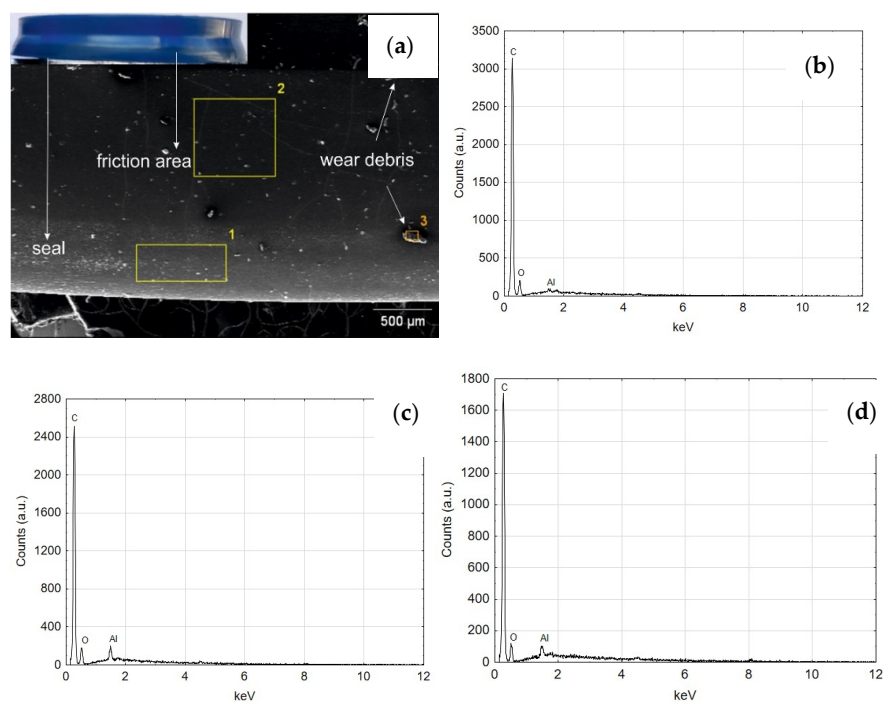 (a)
2
friction area
wear debris
3
1
seal
500 µm
(b)
3500
3000
2500
2000
1500
1000
500
0
Counts (a.u.)
C
O
Al
0 2 4 6 8 10 12
keV
(c)
2800
2400
2000
1600
1200
800
400
0
Counts (a.u.)
C
O
Al
0 2 4 6 8 10 12
keV
(d)
1800
1600
1400
1200
1000
800
600
400
200
0
Counts (a.u.)
C
O
Al
0 2 4 6 8 10 12
keV